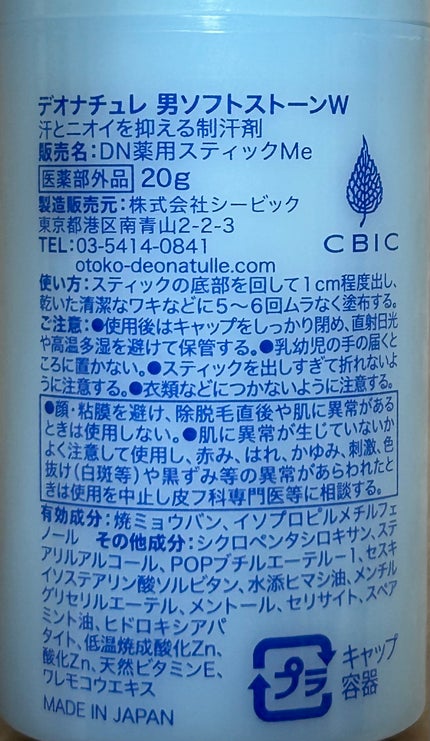 デオナチュレ 男ソフトストーンW
汗とニオイを抑える制汗剤
販売名：DN薬用スティックMe
医薬部外品 20g
製造販売元：株式会社シービック
東京都港区南青山2-2-3
TEL:03-5414-0841
otoko-deonatulle.com
CBIC
使い方：スティックの底部を回して1cm程度出し、
乾いた清潔なワキなどに5〜6回ムラなく塗布する。
ご注意：●使用後はキャップをしっかり閉め、直射日光
や高温多湿を避けて保管する。●乳幼児の手の届くと
ころに置かない。●スティックを出しすぎて折れないよ
うに注意する。●衣類などにつかないように注意する。
●顔・粘膜を避け、除脱毛直後や肌に異常がある
ときは使用しない。●肌に異常が生じていないか
よく注意して使用し、赤み、はれ、かゆみ、刺激、色
抜け(白斑等)や黒ずみ等の異常があらわれたと
きは使用を中止し皮フ科専門医等に相談する。
有効成分：焼ミョウバン、イソプロピルメチルフェ
ノール その他成分：シクロペンタシロキサン、ステ
アリルアルコール、POPブチルエーテル-1、セスキ
イソステアリン酸ソルビタン、水添ヒマシ油、メンチル
グリセリルエーテル、メントール、セリサイト、スペア
ミント油、ヒドロキシアパ
タイト、低温焼成酸化Zn、
酸化Zn、天然ビタミンE、
ワレモコウエキス
MADE IN JAPAN
プラ
キャップ
容器